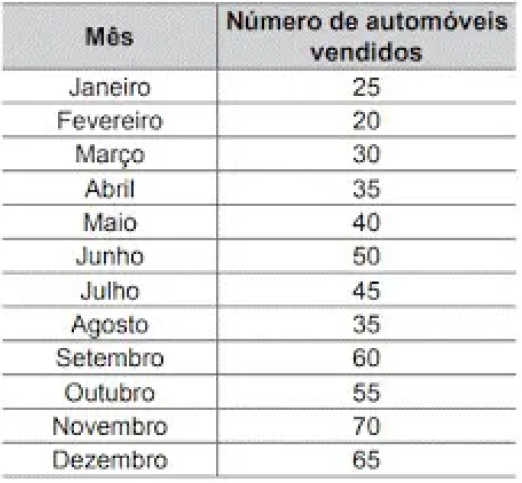 Mês Número de automóveis
vendidos
Janeiro 25
Fevereiro 20
Março 30
Abril 35
Maio 40
Junho 50
Julho 45
Agosto 35
Setembro 60
Outubro 55
Novembro 70
Dezembro 65